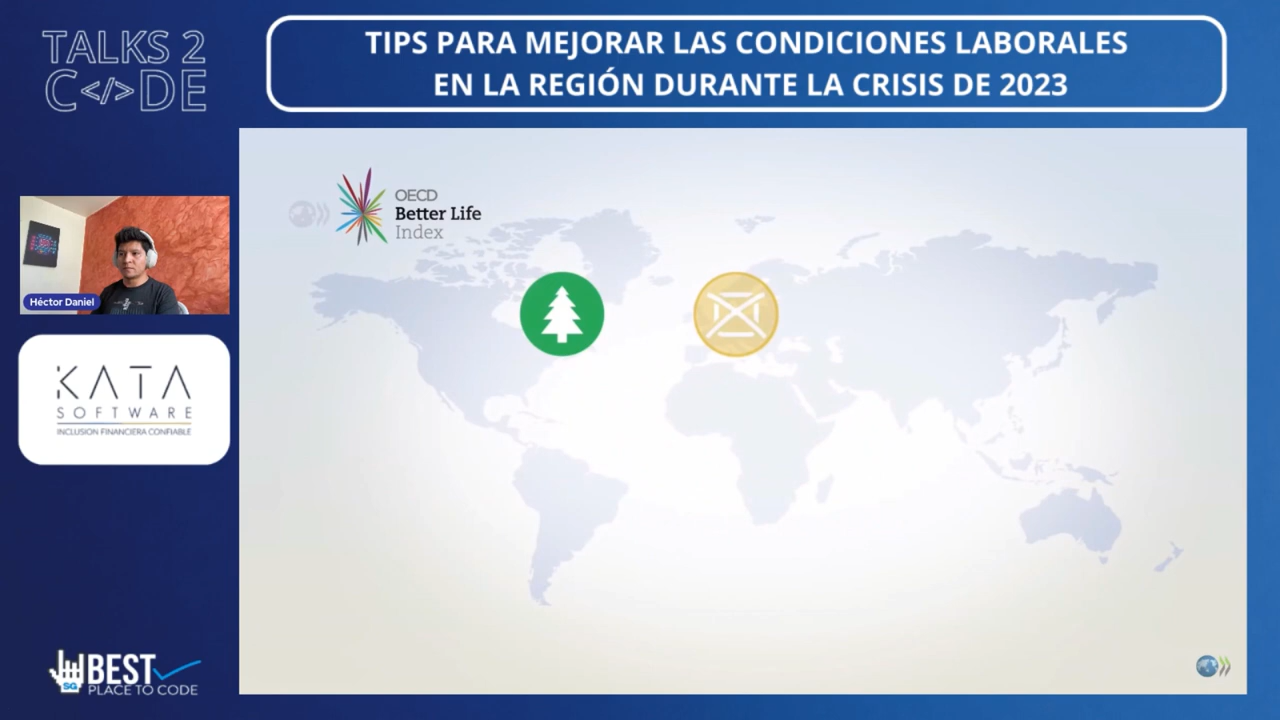 TALKS 2
C</>DE
TIPS PARA MEJORAR LAS CONDICIONES LABORALES
EN LA REGIÓN DURANTE LA CRISIS DE 2023
OECD
Better Life
Index
Héctor Daniel
KATA
SOFTWARE
INCLUSION FINANCIERA CONFIABLE
SG
BEST
PLACE TO CODE